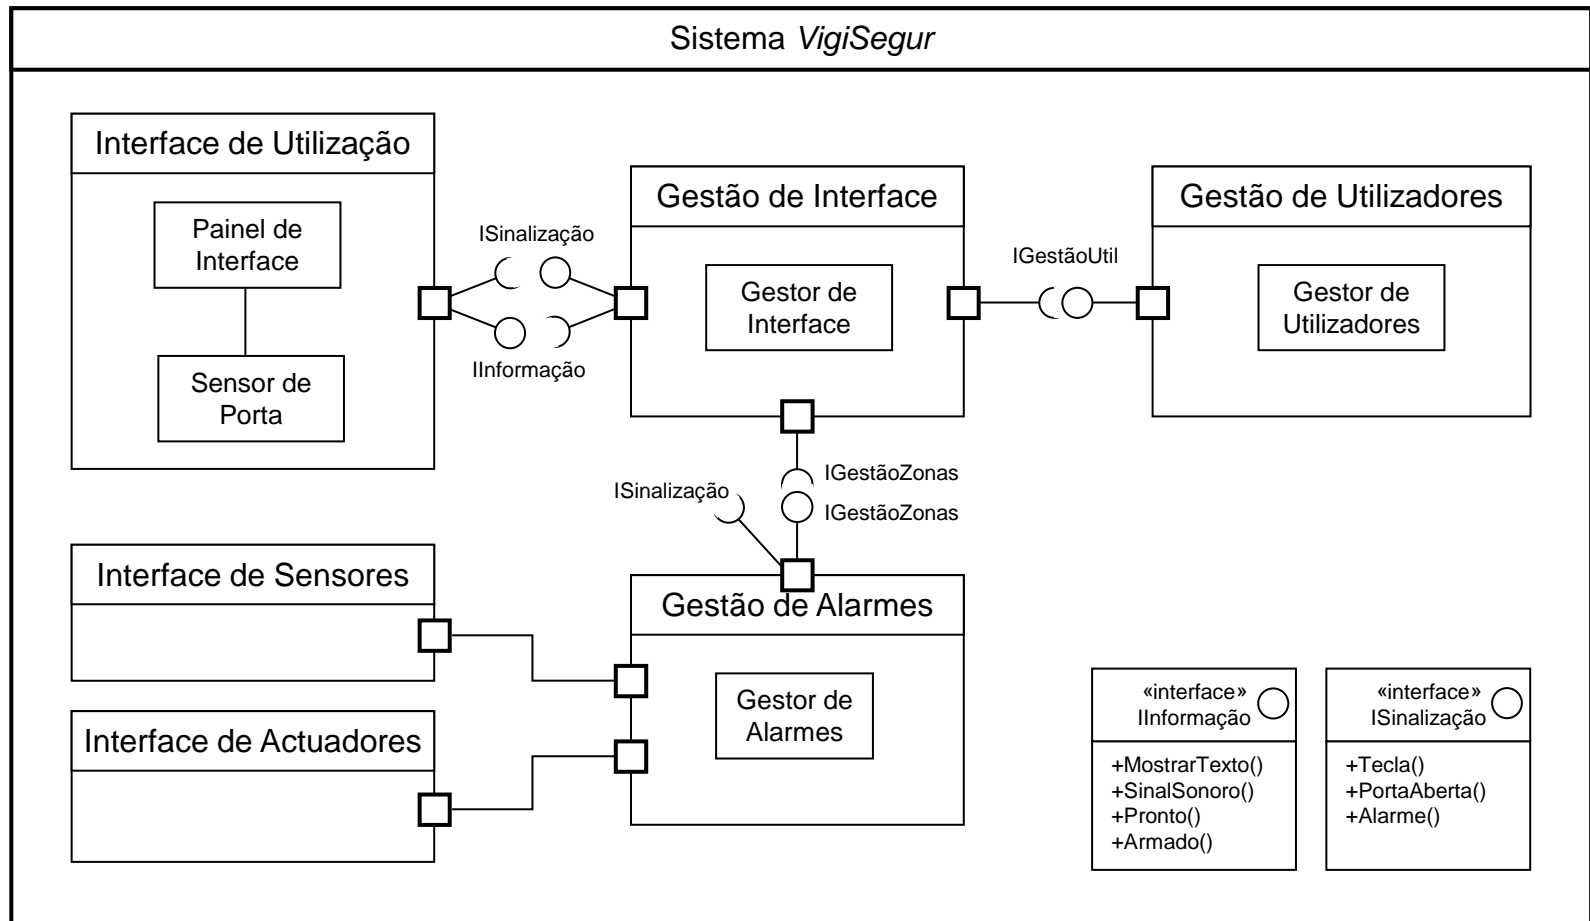 Sistema VigiSegur
Interface de Utilização
Painel de
Interface
Sensor de
Porta
ISinalização
IInformação
Gestão de Interface
Gestor de
Interface
IGestãoUtil
Gestão de Utilizadores
Gestor de
Utilizadores
IGestãoZonas
IGestãoZonas
ISinalização
Interface de Sensores
Interface de Actuadores
Gestão de Alarmes
Gestor de
Alarmes
«interface»
IInformação
+MostrarTexto()
+SinalSonoro()
+Pronto()
+Armado()
«interface»
ISinalização
+Tecla()
+PortaAberta()
+Alarme()